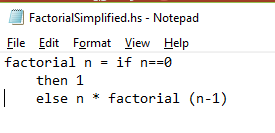 FactorialSimplified.hs - Notepad
File Edit Format View Help
factorial n = if n==0
    then 1
    else n * factorial (n-1)